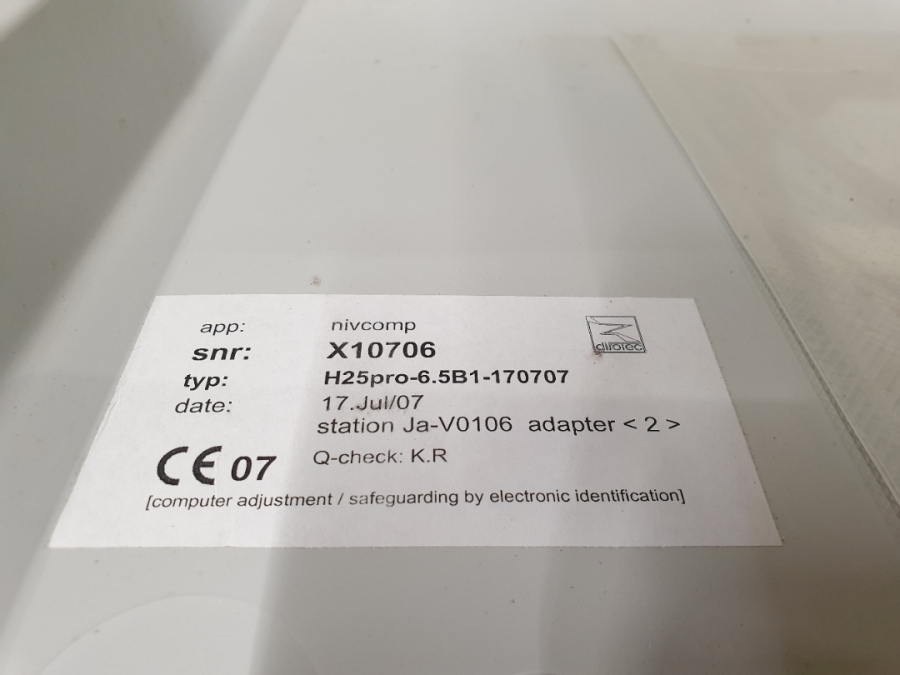 app: nivcomp
snr: X10706
typ: H25pro-6.5B1-170707
date: 17.Jul/07
station Ja-V0106 adapter < 2 >
CE 07 Q-check: K.R
[computer adjustment / safeguarding by electronic identification]
dirotec